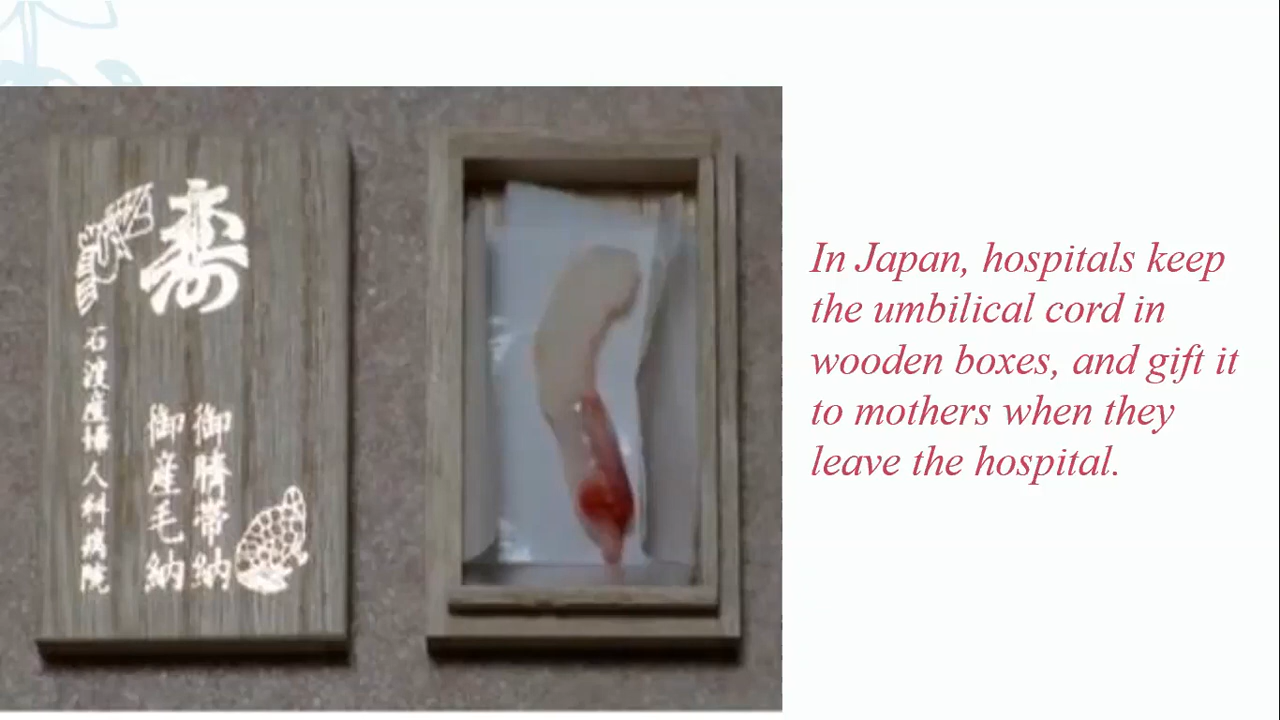 寿
御臍帯納
御産毛納
石渡産婦人科病院
In Japan, hospitals keep
the umbilical cord in
wooden boxes, and gift it
to mothers when they
leave the hospital.